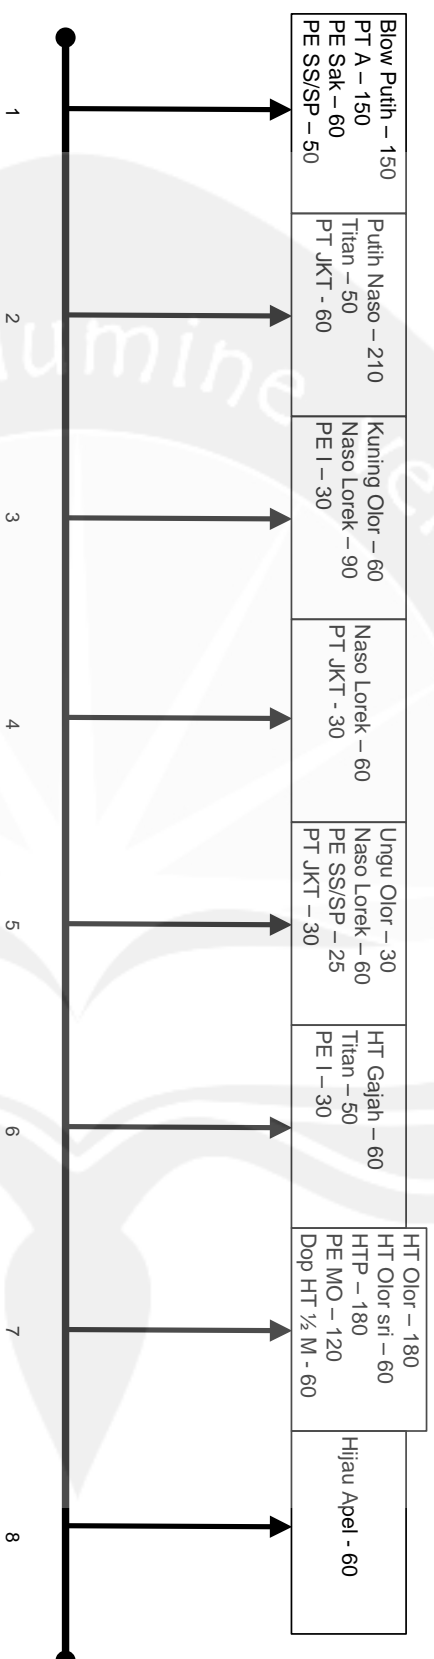 Blow Putih – 150
PT A – 150
PE Sak – 60
PE SS/SP – 50
Putih Naso – 210
Titan – 50
PT JKT - 60
Kuning Olor – 60
Naso Lorek – 90
PE I – 30
Naso Lorek – 60
PT JKT - 30
Ungu Olor – 30
Naso Lorek – 60
PE SS/SP – 25
PT JKT – 30
HT Gajah – 60
Titan – 50
PE I – 30
HT Olor – 180
HT Olor sri – 60
HTP – 180
PE MO – 120
Dop HT ½ M - 60
Hijau Apel - 60
1
2
3
4
5
6
7
8
lumine